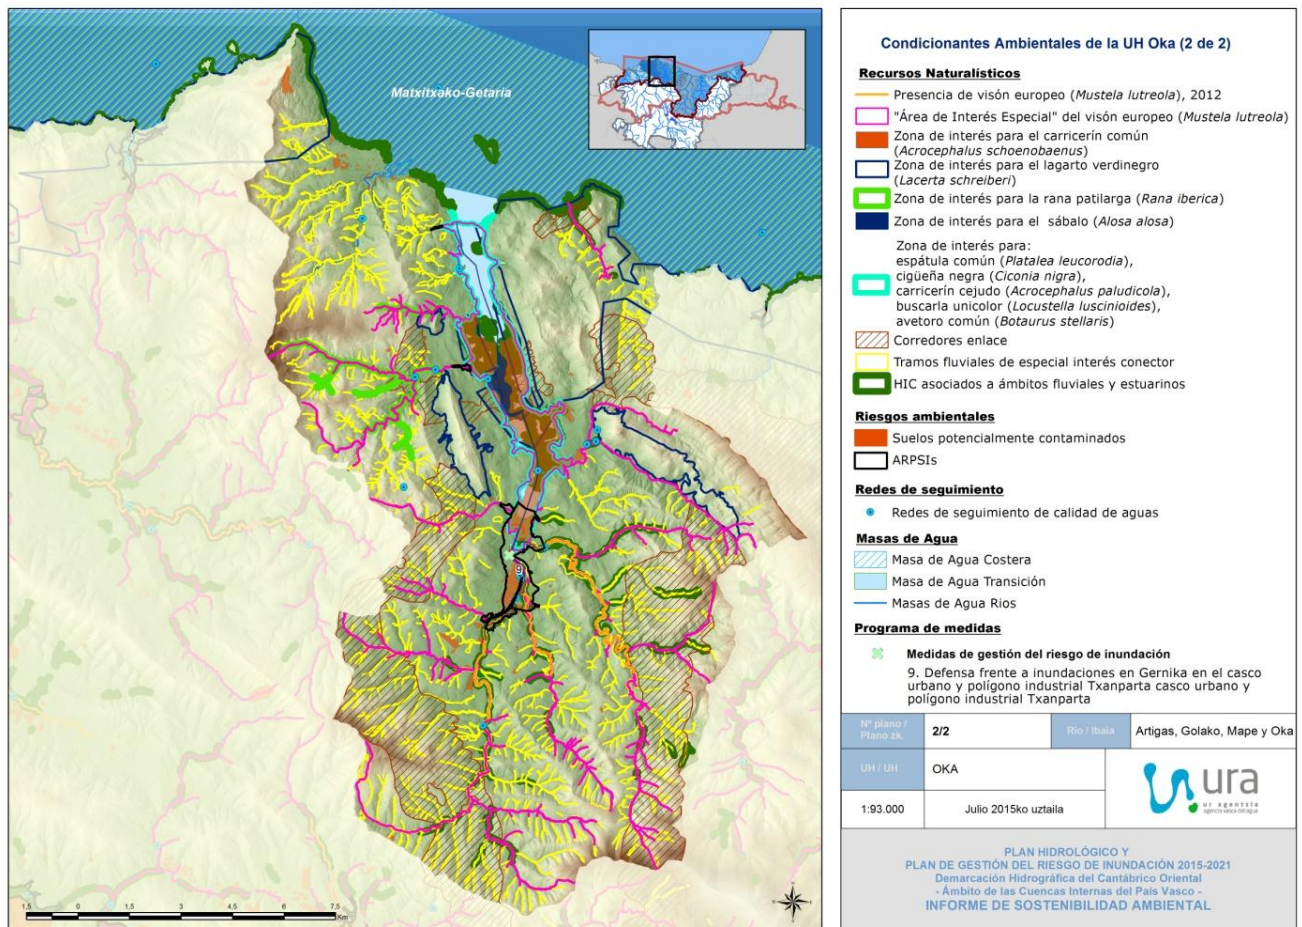 Matxitxako-Getaria
9
1,5 0 1,5 3 4,5 6 7,5
Km
Condicionantes Ambientales de la UH Oka (2 de 2)
Recursos Naturalísticos
Presencia de visón europeo (Mustela lutreola), 2012
"Área de Interés Especial" del visón europeo (Mustela lutreola)
Zona de interés para el carricerín común
(Acrocephalus schoenobaenus)
Zona de interés para el lagarto verdinegro
(Lacerta schreiberi)
Zona de interés para la rana patilarga (Rana iberica)
Zona de interés para el sábalo (Alosa alosa)
Zona de interés para:
espátula común (Platalea leucorodia),
cigüeña negra (Ciconia nigra),
carricerín cejudo (Acrocephalus paludicola),
buscarla unicolor (Locustella luscinioides),
avetoro común (Botaurus stellaris)
Corredores enlace
Tramos fluviales de especial interés conector
HIC asociados a ámbitos fluviales y estuarinos
Riesgos ambientales
Suelos potencialmente contaminados
ARPSIs
Redes de seguimiento
Redes de seguimiento de calidad de aguas
Masas de Agua
Masa de Agua Costera
Masa de Agua Transición
Masas de Agua Rios
Programa de medidas
Medidas de gestión del riesgo de inundación
9. Defensa frente a inundaciones en Gernika en el casco
urbano y polígono industrial Txanparta casco urbano y
polígono industrial Txanparta
Nº plano /
Plano zk.
2/2
Río / Ibaia
Artigas, Golako, Mape y Oka
UH / UH
OKA
1:93.000
Julio 2015ko uztaila
ura
ur agentzia
agencia vasca del agua
PLAN HIDROLÓGICO Y
PLAN DE GESTIÓN DEL RIESGO DE INUNDACIÓN 2015-2021
Demarcación Hidrográfica del Cantábrico Oriental
- Ámbito de las Cuencas Internas del País Vasco -
INFORME DE SOSTENIBILIDAD AMBIENTAL